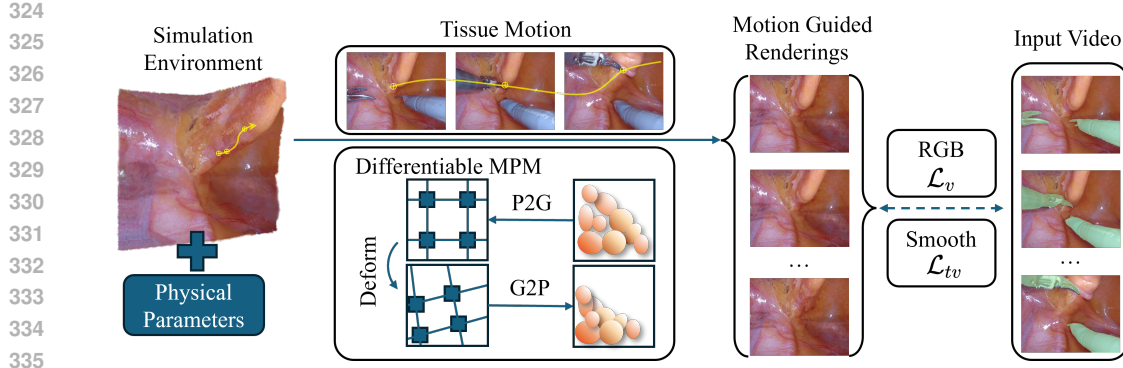 324
325
326
327
328
329
330
331
332
333
334
335
Simulation
Environment
Physical
Parameters
Tissue Motion
Differentiable MPM
P2G
Deform
G2P
Motion Guided
Renderings
...
RGB
ℒv
Smooth
ℒtv
Input Video
...